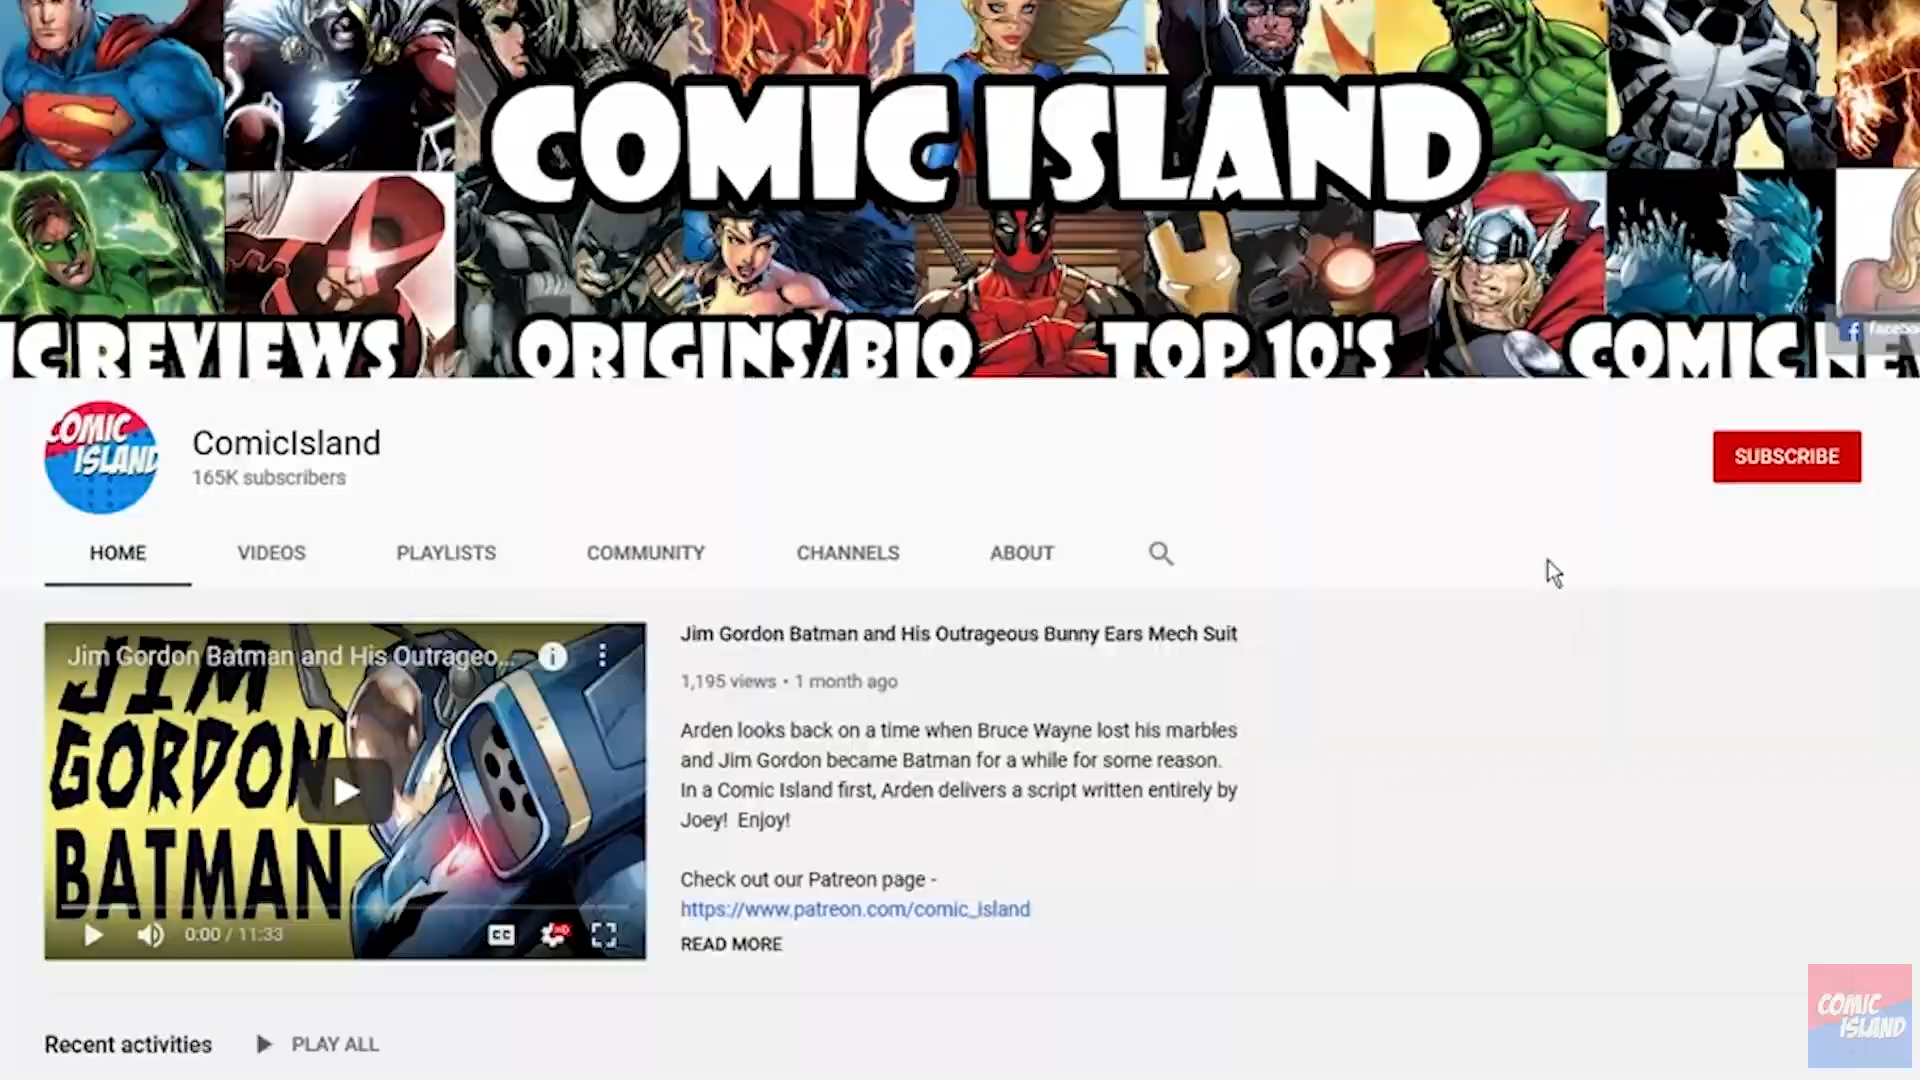 COMIC ISLAND
IC REVIEWS
ORIGINS/BIO
TOP 10'S
COMIC NE
COMIC
ISLAND
ComicIsland
165K subscribers
SUBSCRIBE
HOME
VIDEOS
PLAYLISTS
COMMUNITY
CHANNELS
ABOUT
Jim Gordon Batman and His Outrageo...
JIM
GORDON
BATMAN
0:00 / 11:33
CC
HD
Jim Gordon Batman and His Outrageous Bunny Ears Mech Suit
1,195 views • 1 month ago
Arden looks back on a time when Bruce Wayne lost his marbles
and Jim Gordon became Batman for a while for some reason.
In a Comic Island first, Arden delivers a script written entirely by
Joey!  Enjoy!
Check out our Patreon page -
https://www.patreon.com/comic_island
READ MORE
Recent activities
PLAY ALL
COMIC
ISLAND